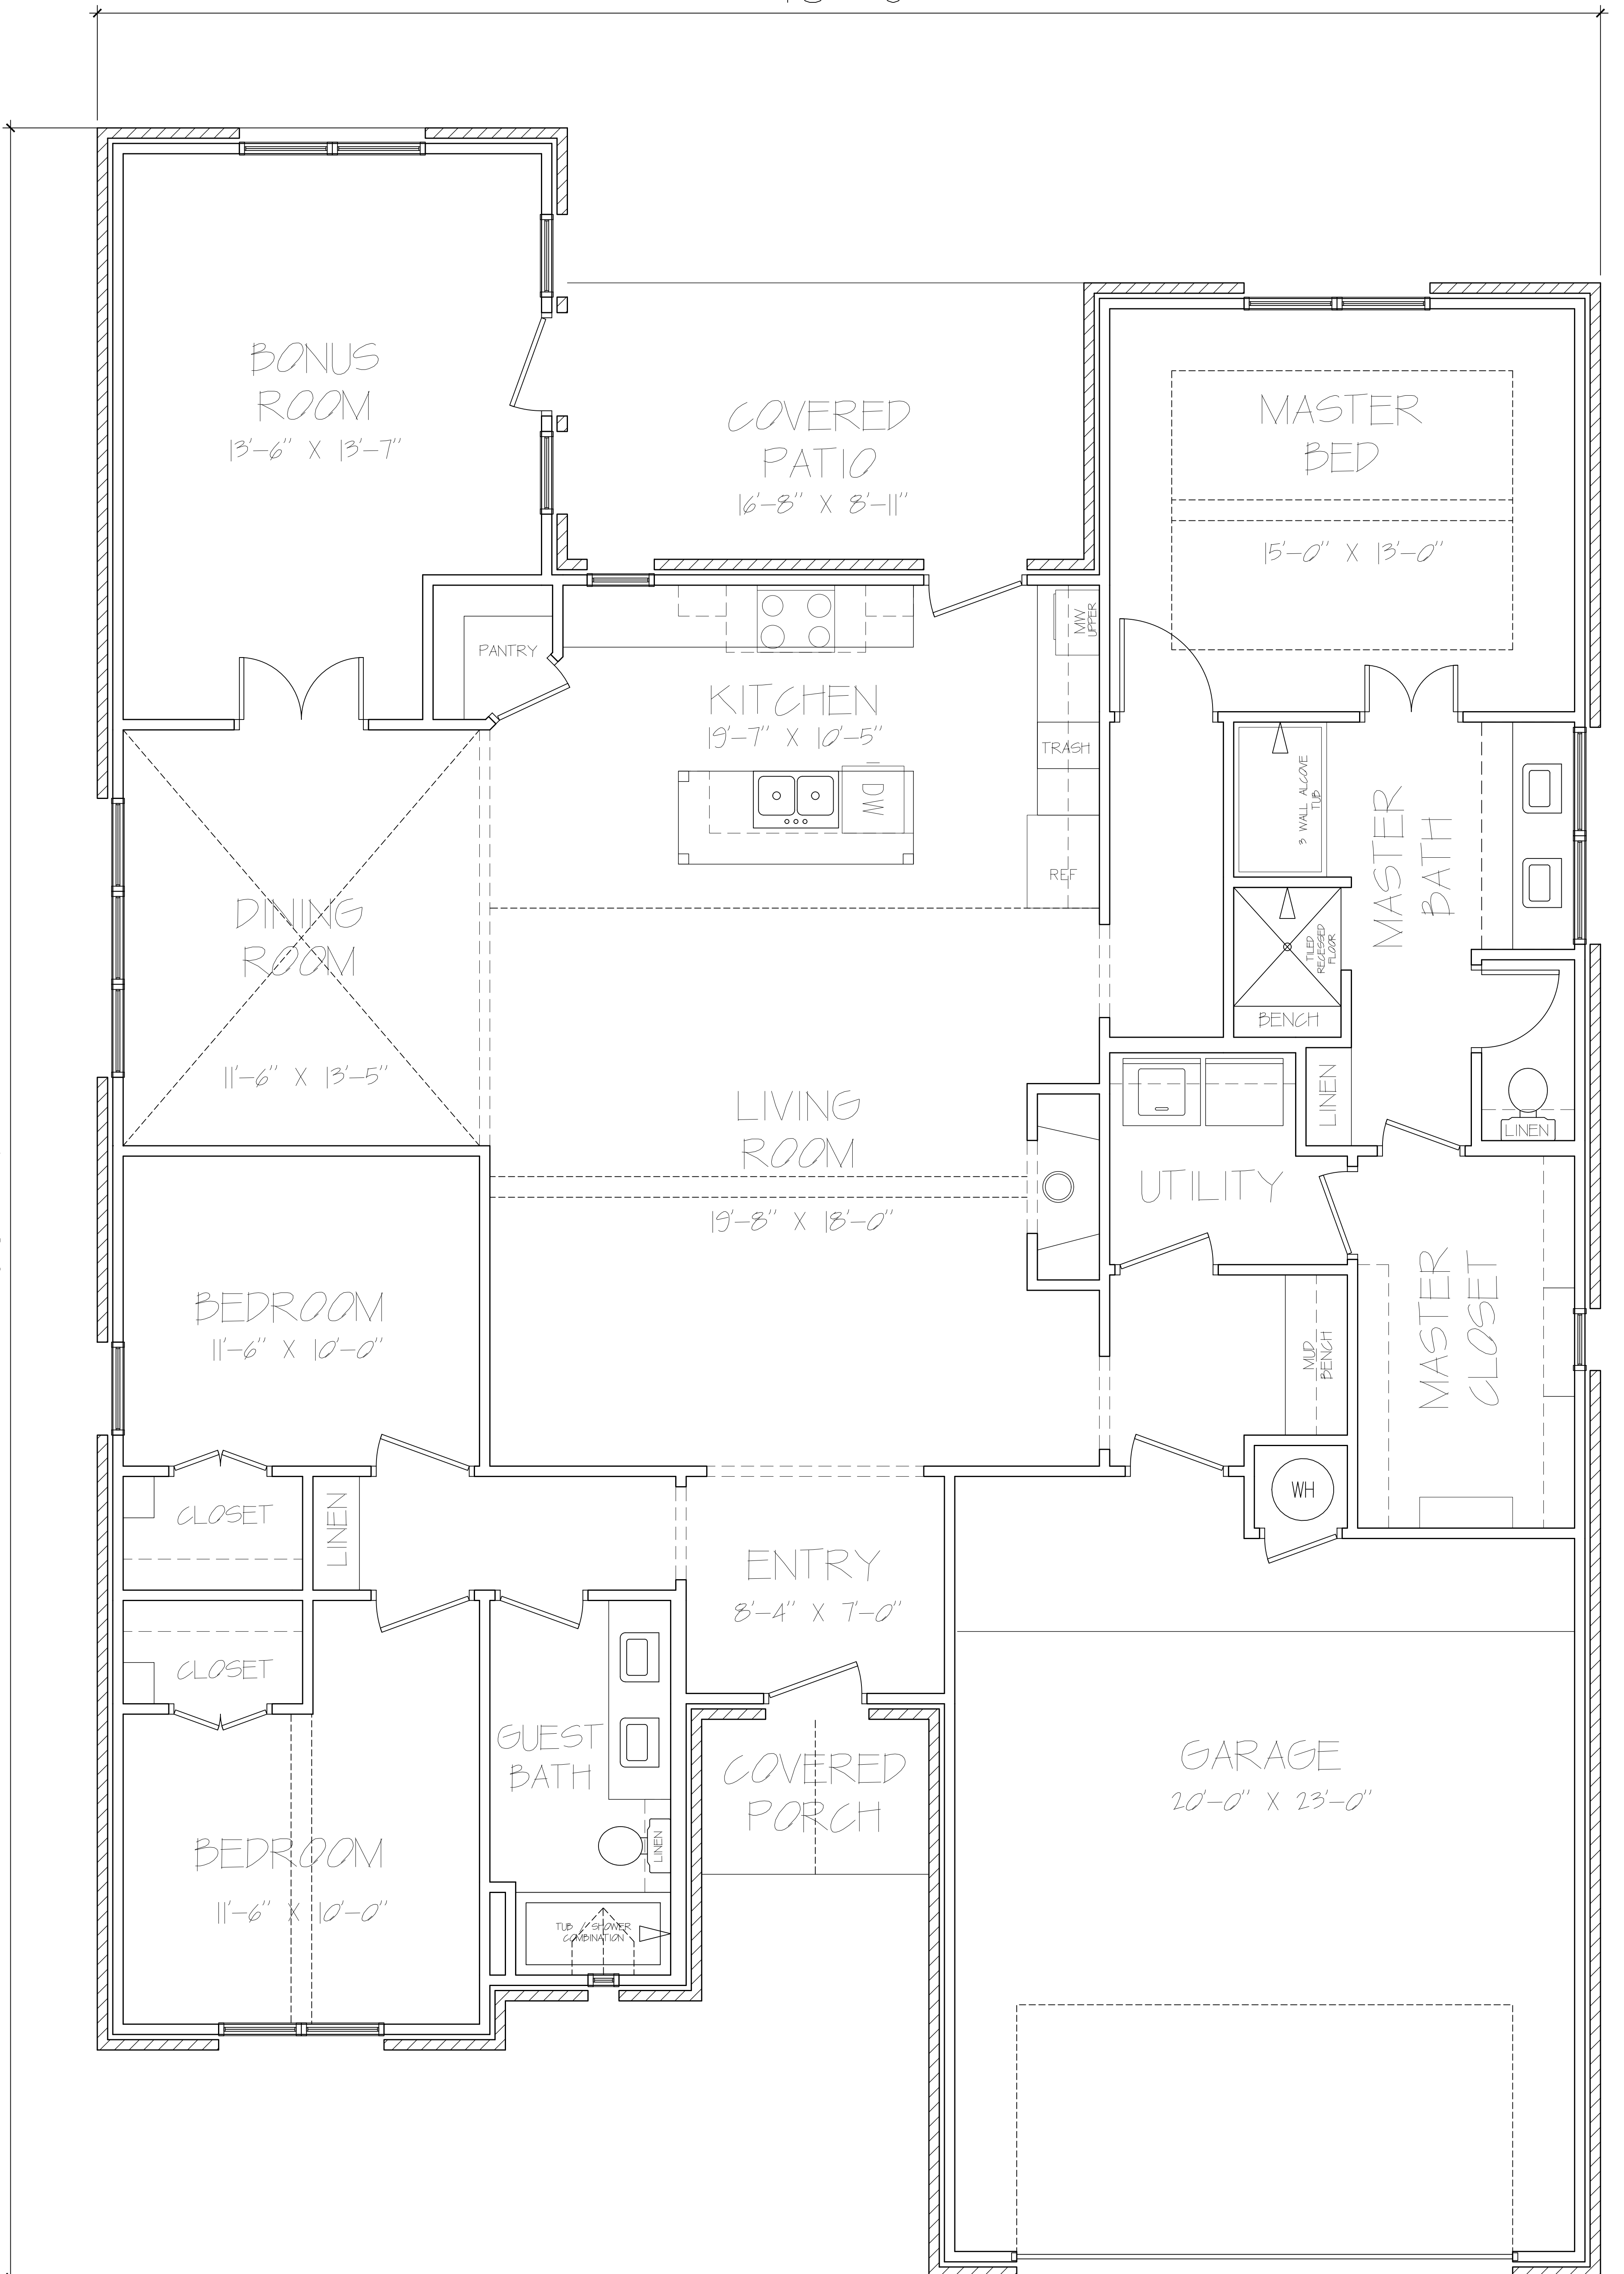 BONUS
ROOM
13'-6" X 13'-7"
COVERED
PATIO
16'-8" X 8'-11"
MASTER
BED
15'-0" X 13'-0"
PANTRY
MW
UPPER
KITCHEN
19'-7" X 10'-5"
TRASH
DW
REF
3 WALL ALCOVE
TUB
MASTER
BATH
TILED
RECESSED
FLOOR
BENCH
DINING
ROOM
11'-6" X 13'-5"
LIVING
ROOM
19'-8" X 18'-0"
LINEN
LINEN
UTILITY
MASTER
CLOSET
MUD
BENCH
BEDROOM
11'-6" X 10'-0"
CLOSET
LINEN
WH
ENTRY
8'-4" X 7'-0"
CLOSET
GUEST
BATH
COVERED
PORCH
GARAGE
20'-0" X 23'-0"
LINEN
BEDROOM
11'-6" X 10'-0"
TUB / SHOWER
COMBINATION